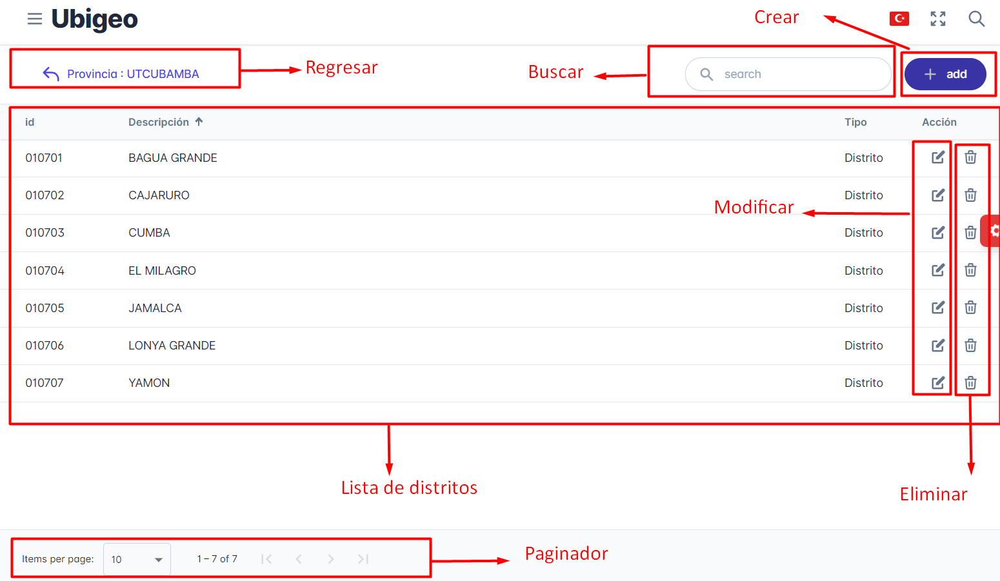 Ubigeo
Crear
Provincia : UTCUBAMBA
Regresar
Buscar
search
add
id Descripción Tipo Acción
010701 BAGUA GRANDE Distrito
010702 CAJARURO Distrito
Modificar
010703 CUMBA Distrito
010704 EL MILAGRO Distrito
010705 JAMALCA Distrito
010706 LONYA GRANDE Distrito
010707 YAMON Distrito
Lista de distritos
Eliminar
Items per page: 10 1 – 7 of 7
Paginador